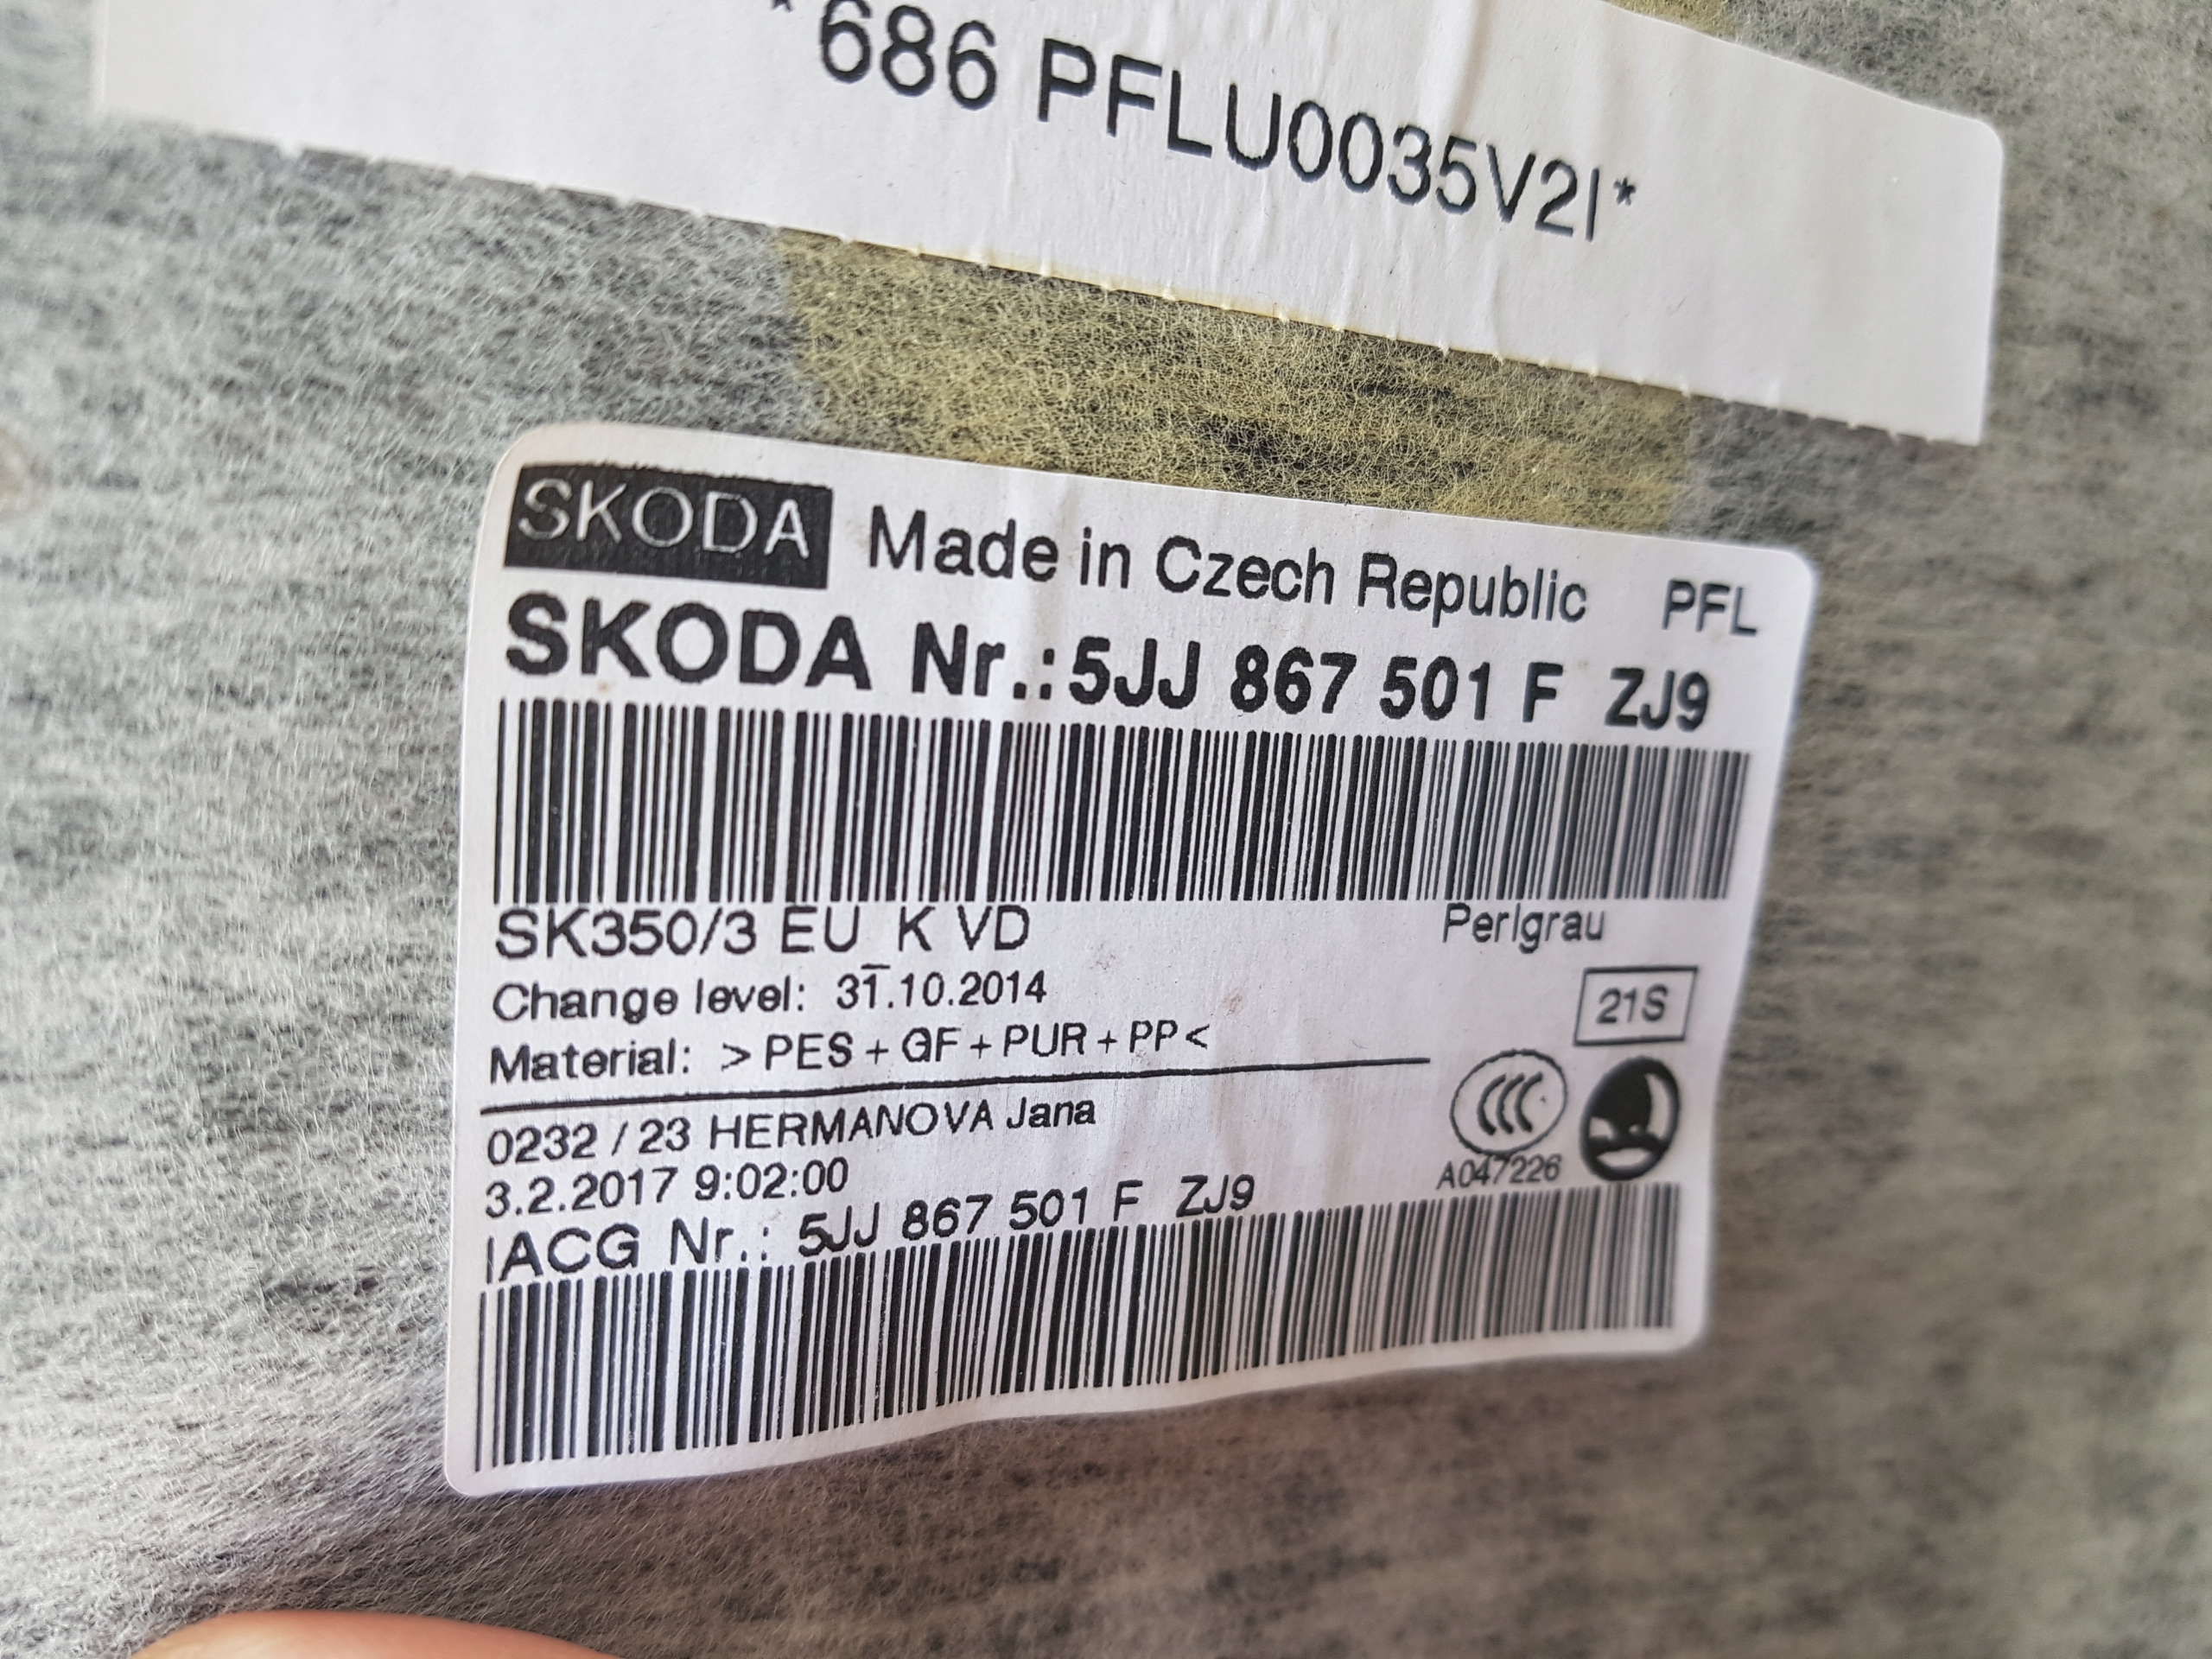 *686 PFLU0035V2I*
SKODA Made in Czech Republic PFL
SKODA Nr.:5JJ 867 501 F ZJ9
SK350/3 EU_K VD Perlgrau
Change level: 31.10.2014
21S
Material: >PES+GF+PUR+PP<
0232 / 23 HERMANOVA Jana
3.2.2017 9:02:00
A047226
IACG Nr.: 5JJ 867 501 F ZJ9